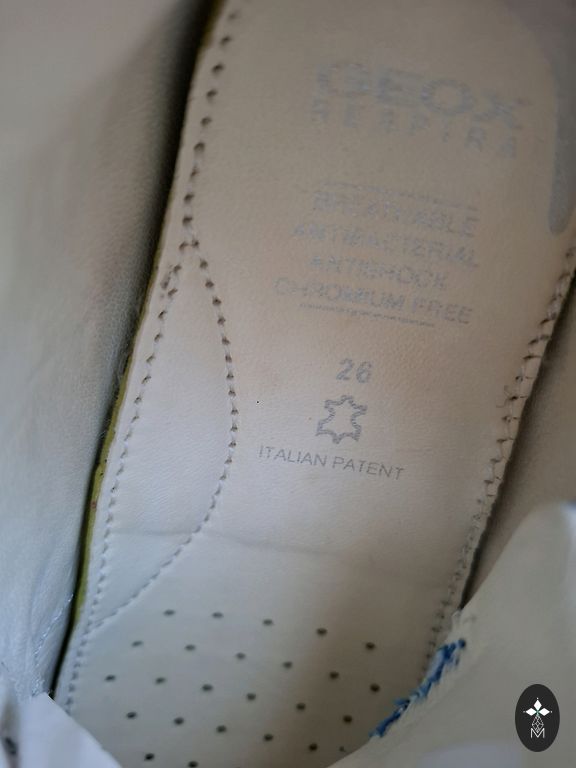 GEOX
RESPIRA
BREATHABLE
ANTIBACTERIAL
ANTISHOCK
CHROMIUM FREE
26
ITALIAN PATENT
M